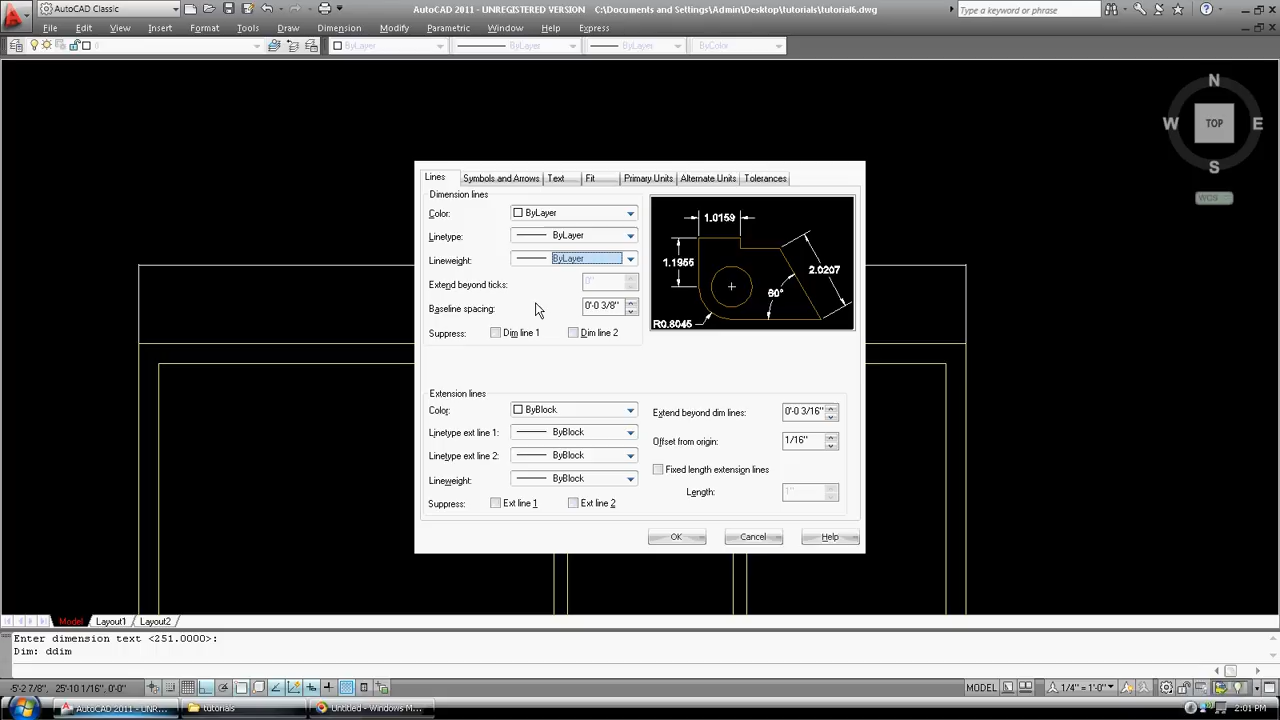 AutoCAD Classic
AutoCAD 2011 - UNREGISTERED VERSION C:\Documents and Settings\Admin\Desktop\tutorials\tutorial6.dwg
Type a keyword or phrase
File Edit View Insert Format Tools Draw Dimension Modify Parametric Window Help Express
0 ByLayer ByLayer ByLayer ByColor
N
W TOP E
S
WCS
Lines Symbols and Arrows Text Fit Primary Units Alternate Units Tolerances
Dimension lines
Color: ByLayer
Linetype: ByLayer
Lineweight: ByLayer
Extend beyond ticks: 0"
Baseline spacing: 0'-0 3/8"
Suppress: Dim line 1 Dim line 2
1.0159
1.1955
2.0207
60°
R0.8045
Extension lines
Color: ByBlock
Linetype ext line 1: ByBlock
Linetype ext line 2: ByBlock
Lineweight: ByBlock
Suppress: Ext line 1 Ext line 2
Extend beyond dim lines: 0'-0 3/16"
Offset from origin: 1/16"
Fixed length extension lines
Length: 1"
OK Cancel Help
Model Layout1 Layout2
Enter dimension text <251.0000>:
Dim: ddim
-5'-2 7/8", 25'-10 1/16", 0'-0" MODEL 1/4" = 1'-0"
AutoCAD 2011 - UNR... tutorials Untitled - Windows M... 2:01 PM